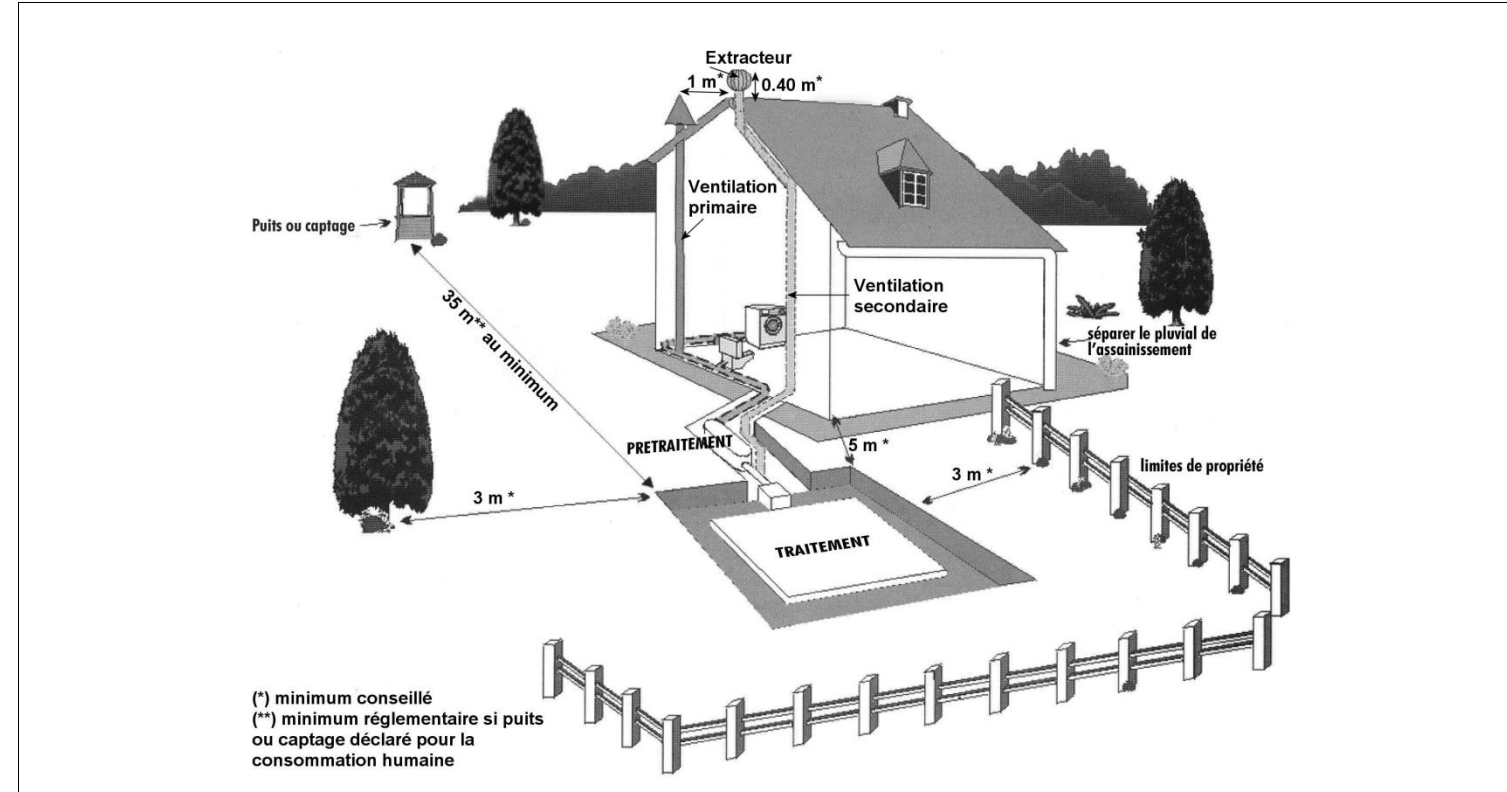 Extracteur
1 m*
0.40 m*
Ventilation
primaire
Puits ou captage
Ventilation
secondaire
35 m** au minimum
séparer le pluvial de
l'assainissement
PRETRAITEMENT
5 m *
3 m *
3 m *
limites de propriété
TRAITEMENT
(*) minimum conseillé
(**) minimum réglementaire si puits
ou captage déclaré pour la
consommation humaine